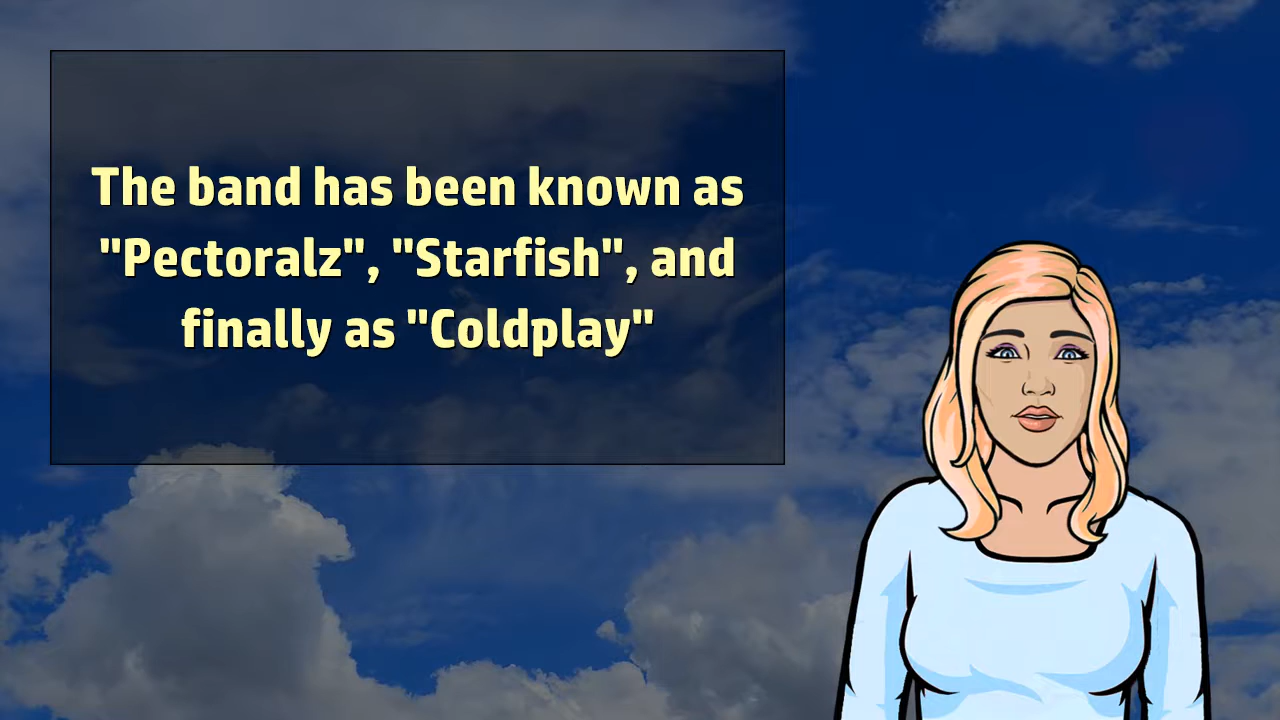 The band has been known as
"Pectoralz", "Starfish", and
finally as "Coldplay"